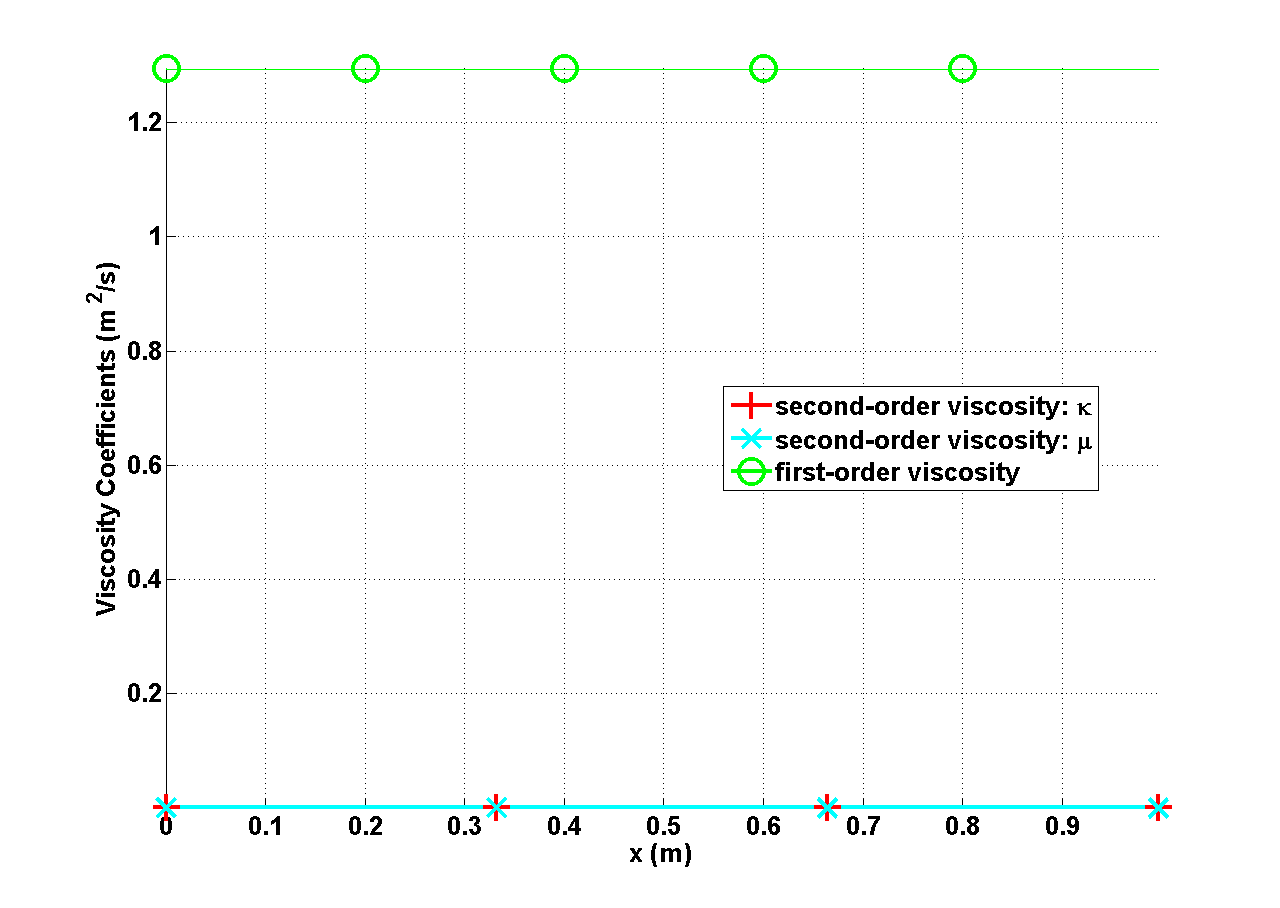 1.2
1
0.8
0.6
0.4
0.2
Viscosity Coefficients (m ²/s)
second-order viscosity: κ
second-order viscosity: μ
first-order viscosity
0 0.1 0.2 0.3 0.4 0.5 0.6 0.7 0.8 0.9
x (m)